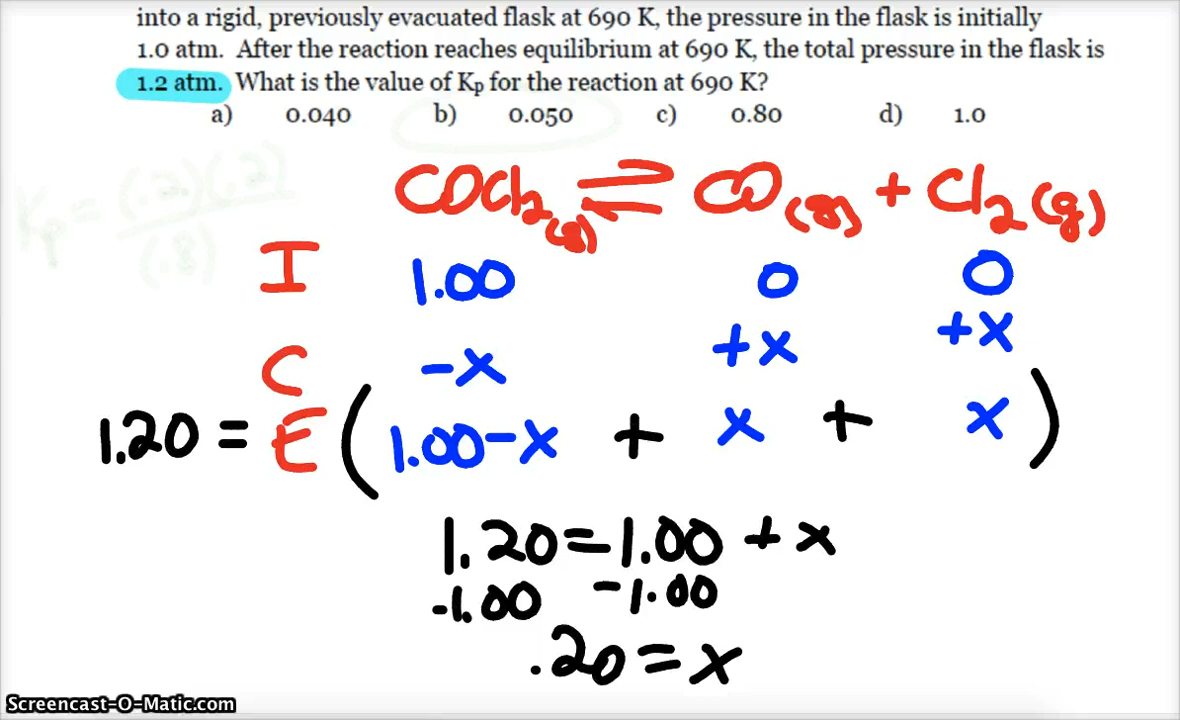 into a rigid, previously evacuated flask at 690 K, the pressure in the flask is initially
1.0 atm. After the reaction reaches equilibrium at 690 K, the total pressure in the flask is
1.2 atm. What is the value of Kp for the reaction at 690 K?
a) 0.040 b) 0.050 c) 0.80 d) 1.0
Kp = (.2)(.2)
(.8)
COCl2(g) ⇌ CO(g) + Cl2(g)
I 1.00 0 0
C -x +x +x
1.20 = E (1.00-x + x + x)
1.20 = 1.00 + x
-1.00 -1.00
.20 = x
Screencast-O-Matic.com